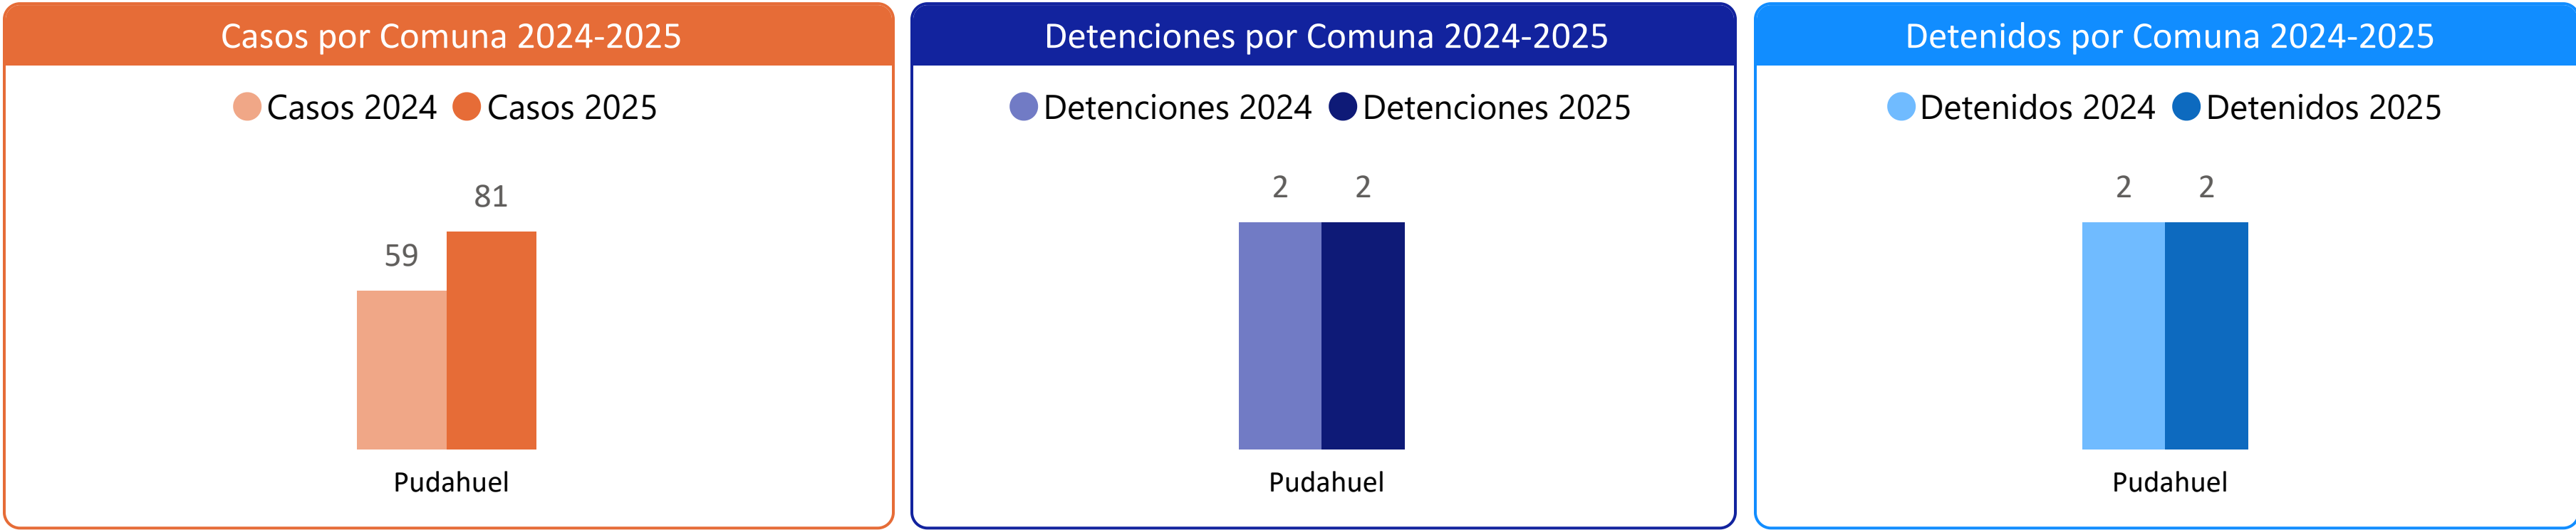 Casos por Comuna 2024-2025
Casos 2024 Casos 2025
59
81
Pudahuel
Detenciones por Comuna 2024-2025
Detenciones 2024 Detenciones 2025
2 2
Pudahuel
Detenidos por Comuna 2024-2025
Detenidos 2024 Detenidos 2025
2 2
Pudahuel